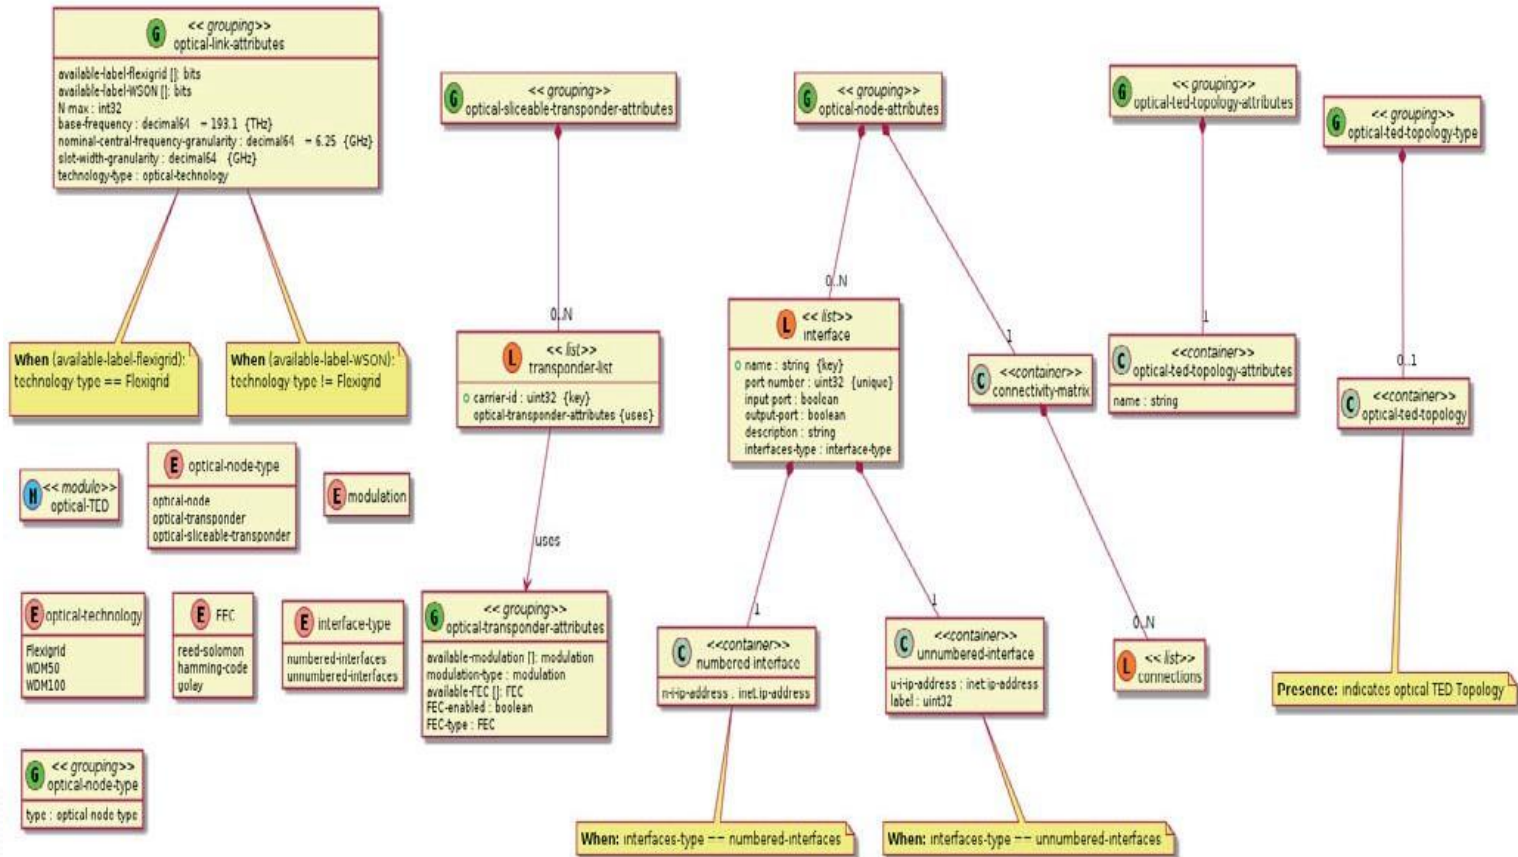 G
<< grouping>>
optical-link-attributes
available-label-flexigrid []: bits
available-label-WSON []: bits
N max : int32
base-frequency : decimal64 = 193.1 {THz}
nominal-central-frequency-granularity : decimal64 = 6.25 {GHz}
slot-width-granularity : decimal64 {GHz}
technology-type : optical-technology
When (available-label-flexigrid):
technology type == Flexigrid
When (available-label-WSON):
technology type != Flexigrid
G
<< grouping>>
optical-sliceable-transponder-attributes
0..N
L
<< list>>
transponder-list
carrier-id : uint32 {key}
optical-transponder-attributes {uses}
uses
G
<< grouping>>
optical-transponder-attributes
available-modulation []: modulation
modulation-type : modulation
available-FEC []: FEC
FEC-enabled : boolean
FEC-type : FEC
G
<< grouping>>
optical-node-attributes
0..N
1
L
<< list>>
interface
name : string {key}
port number : uint32 {unique}
input port : boolean
output-port : boolean
description : string
interfaces-type : interface-type
C
<<container>>
connectivity-matrix
0..N
L
<< list>>
connections
1
C
<<container>>
numbered interface
n-i-ip-address : inet:ip-address
When: interfaces-type == numbered-interfaces
1
C
<<container>>
unnumbered-interface
u-i-ip-address : inet:ip-address
label : uint32
When: interfaces-type == unnumbered-interfaces
G
<< grouping>>
optical-ted-topology-attributes
1
C
<<container>>
optical-ted-topology-attributes
name : string
G
<< grouping>>
optical-ted-topology-type
0..1
C
<<container>>
optical-ted-topology
Presence: indicates optical TED Topology
M
<< module>>
optical-TED
E
optical-node-type
optical-node
optical-transponder
optical-sliceable-transponder
E
modulation
E
optical-technology
Flexigrid
WDM50
WDM100
E
FEC
reed-solomon
hamming-code
golay
E
interface-type
numbered-interfaces
unnumbered-interfaces
G
<< grouping>>
optical-node-type
type : optical node type